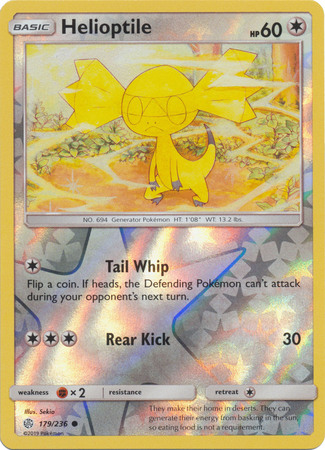 BASIC Helioptile HP 60
NO. 694 Generator Pokémon HT: 1'08" WT: 13.2 lbs
Tail Whip
Flip a coin. If heads, the Defending Pokémon can't attack
during your opponent's next turn.
Rear Kick 30
weakness × 2 resistance retreat
Illus. Sekio
179/236
©2019 Pokémon
They make their home in deserts. They can
generate their energy from basking in the sun,
so eating food is not a requirement.